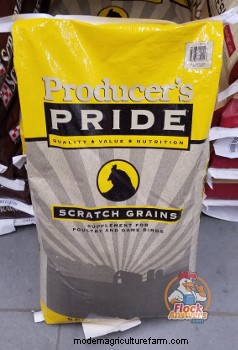 Producer's
PRIDE
QUALITY ★ VALUE ★ NUTRITION
SCRATCH GRAINS
SUPPLEMENT FOR
POULTRY AND GAME BIRDS
Flock
modernagriculturefarm.com